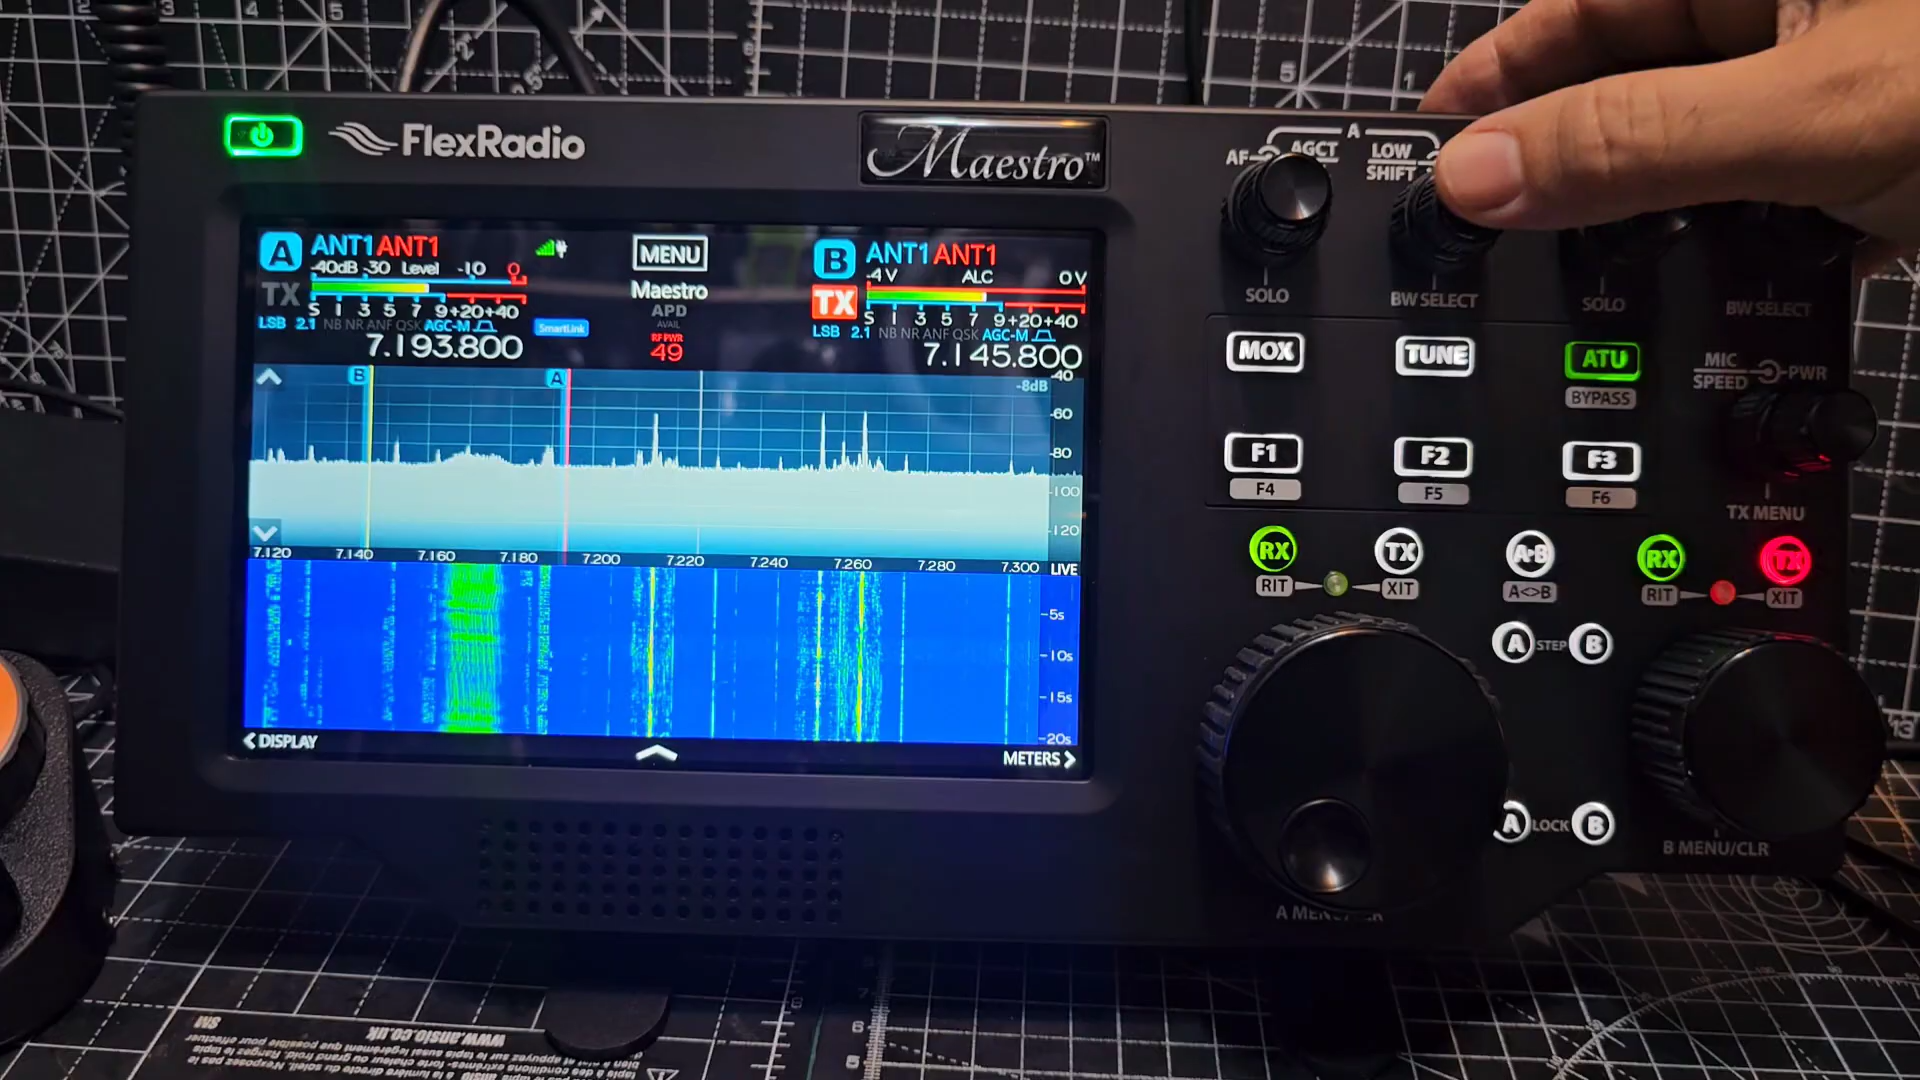 FlexRadio
Maestro™
A
AF AGCT LOW
SHIFT
SOLO BW SELECT SOLO BW SELECT
A ANT1 ANT1
-40dB -30 Level -10 0
TX
S 1 3 5 7 9 +20 +40
LSB 2.1 NB NR ANF QSK AGC-M
7.193.800
SmartLink
MENU
Maestro
APD
AVAIL
RF PWR
49
B ANT1 ANT1
-4 V ALC 0 V
TX
S 1 3 5 7 9 +20 +40
LSB 2.1 NB NR ANF QSK AGC-M
7.145.800
B A -8dB
-40
-60
-80
-100
-120
7.120 7.140 7.160 7.180 7.200 7.220 7.240 7.260 7.280 7.300 LIVE
-5s
-10s
-15s
-20s
DISPLAY METERS
MOX TUNE ATU
BYPASS
MIC
SPEED PWR
F1 F2 F3
F4 F5 F6
TX MENU
RX TX A›B RX TX
RIT XIT A<>B RIT XIT
A STEP B
A LOCK B
A MENU/CLR
B MENU/CLR
www.ansio.co.uk